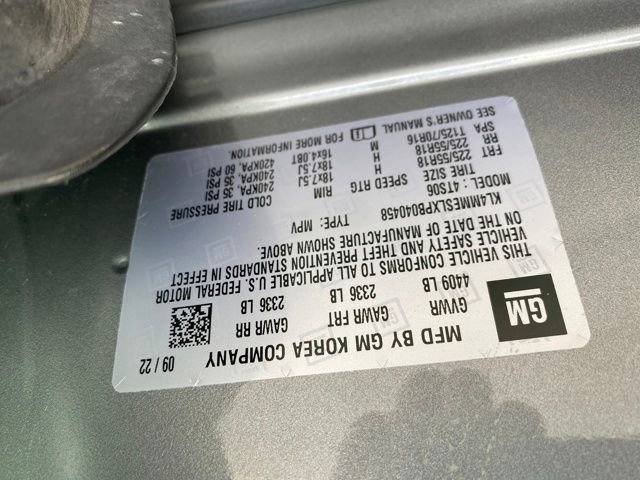 GM
MFD BY GM KOREA COMPANY 09 / 22
GVWR GAWR FRT GAWR RR
4409 LB 2336 LB 2336 LB
THIS VEHICLE CONFORMS TO ALL APPLICABLE U.S. FEDERAL MOTOR
VEHICLE SAFETY AND THEFT PREVENTION STANDARDS IN EFFECT
ON THE DATE OF MANUFACTURE SHOWN ABOVE.
KL4MMESLXPB040458 TYPE: MPV
MODEL: 4TS06
TIRE SIZE SPEED RTG RIM COLD TIRE PRESSURE
FRT 225/55R18 H 18x7.5J 240KPA, 35 PSI
RR 225/55R18 H 18x7.5J 240KPA, 35 PSI
SPA T125/70R16 M 16x4.0BT 420KPA, 60 PSI
SEE OWNER'S MANUAL FOR MORE INFORMATION.